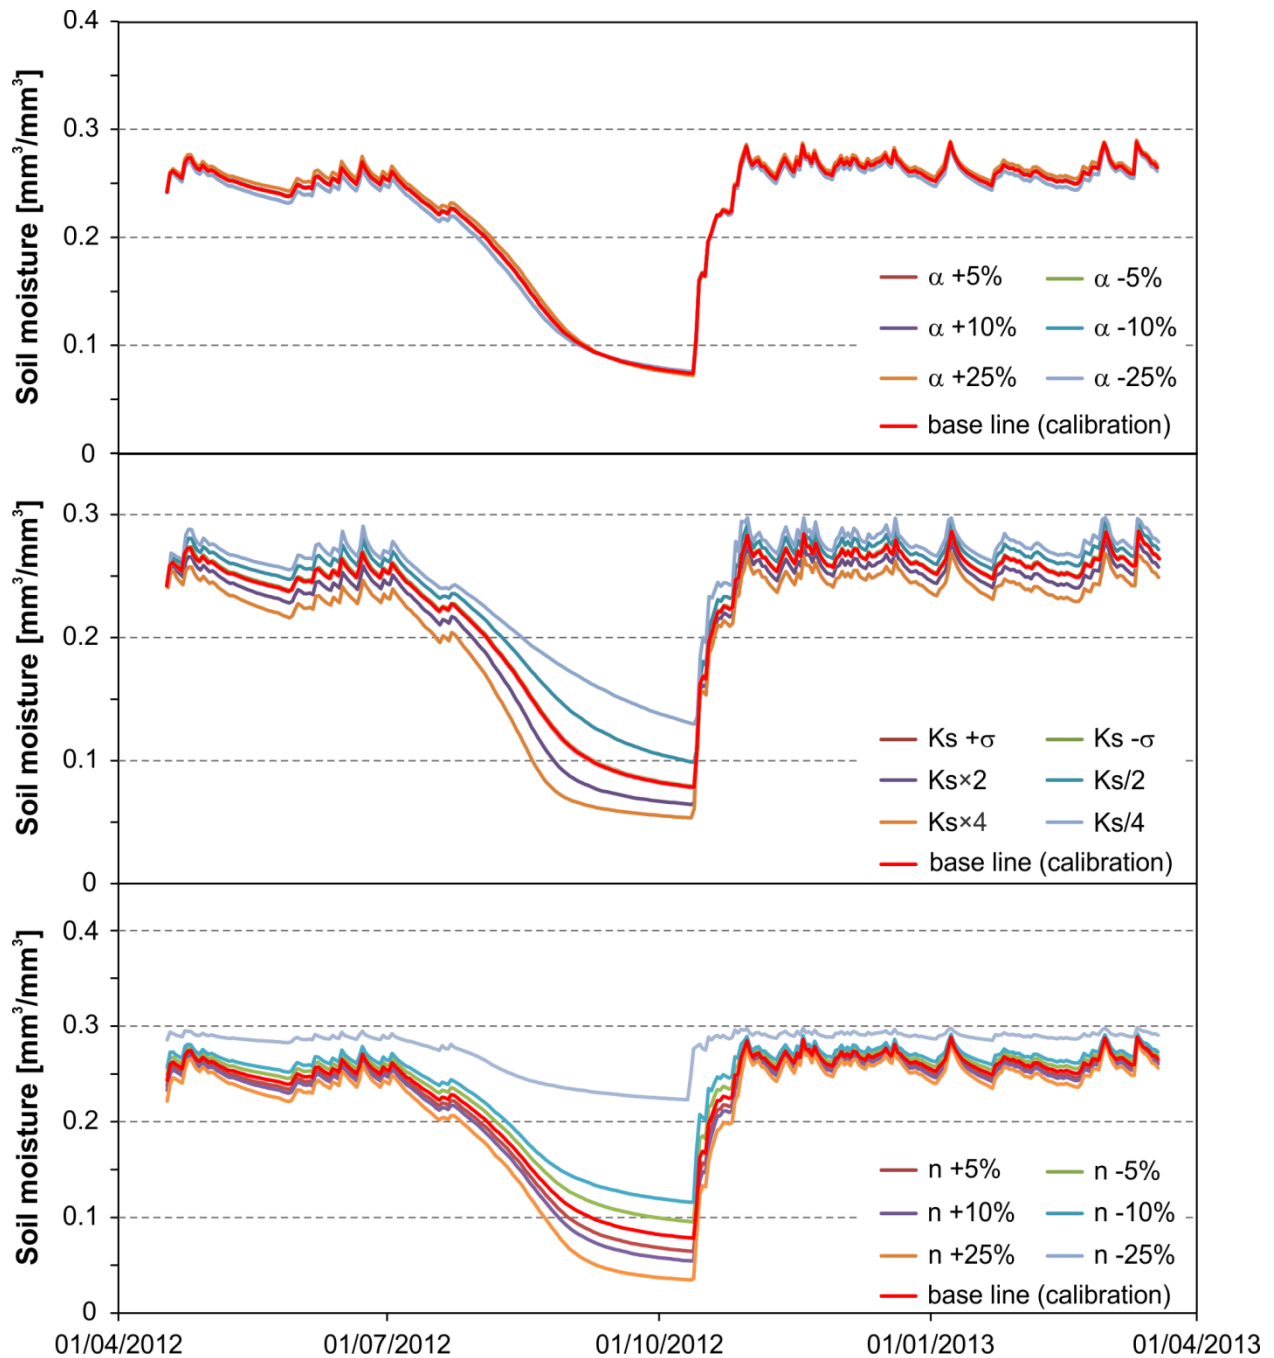 0.4
0.3
0.2
0.1
0
Soil moisture [mm³/mm³]
α +5% α -5%
α +10% α -10%
α +25% α -25%
base line (calibration)
0.3
0.2
0.1
0
Soil moisture [mm³/mm³]
Ks +σ Ks -σ
Ks×2 Ks/2
Ks×4 Ks/4
base line (calibration)
0.4
0.3
0.2
0.1
0
Soil moisture [mm³/mm³]
n +5% n -5%
n +10% n -10%
n +25% n -25%
base line (calibration)
01/04/2012 01/07/2012 01/10/2012 01/01/2013 01/04/2013